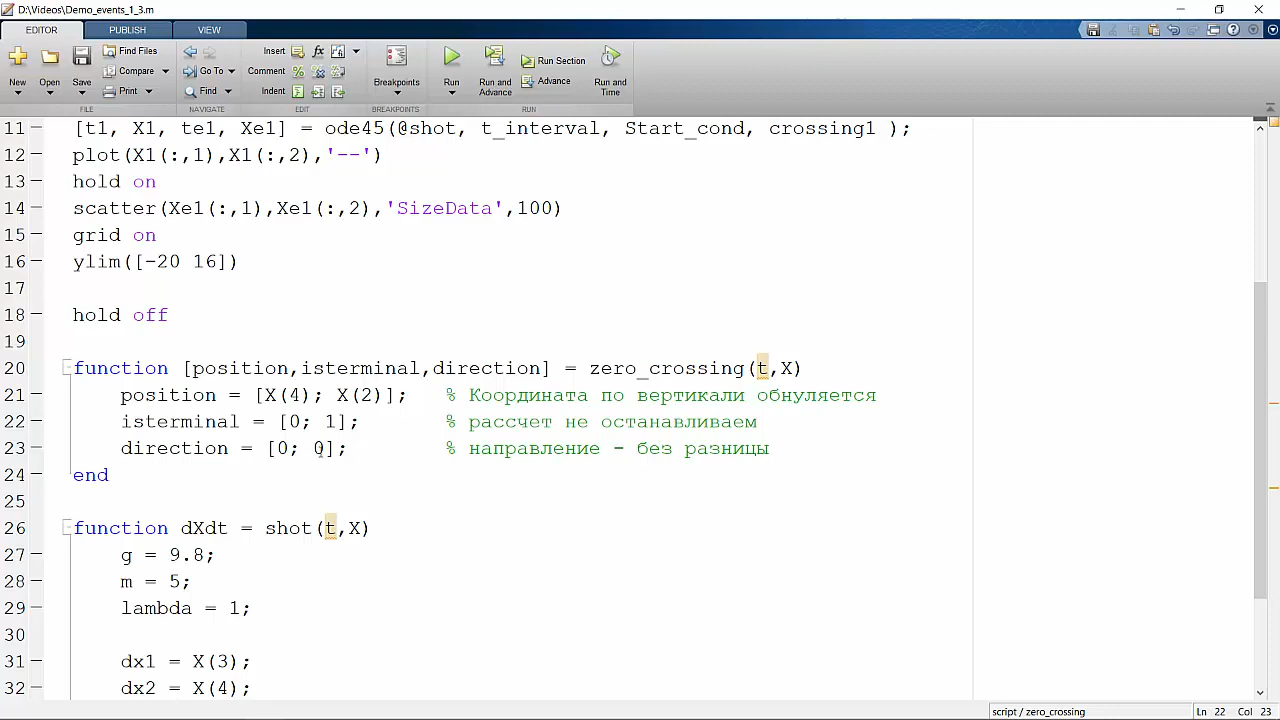 D:\Videos\Demo_events_1_3.m
EDITOR PUBLISH VIEW
New Open Save Find Files Compare Print Go To Find Insert Comment Indent Breakpoints Run Run and Advance Run Section Advance Run and Time
FILE NAVIGATE EDIT BREAKPOINTS RUN
11 [t1, X1, te1, Xe1] = ode45(@shot, t_interval, Start_cond, crossing1 );
12 plot(X1(:,1),X1(:,2),'--')
13 hold on
14 scatter(Xe1(:,1),Xe1(:,2),'SizeData',100)
15 grid on
16 ylim([-20 16])
17
18 hold off
19
20 function [position,isterminal,direction] = zero_crossing(t,X)
21 position = [X(4); X(2)]; % Координата по вертикали обнуляется
22 isterminal = [0; 1]; % рассчет не останавливаем
23 direction = [0; 0]; % направление - без разницы
24 end
25
26 function dXdt = shot(t,X)
27 g = 9.8;
28 m = 5;
29 lambda = 1;
30
31 dx1 = X(3);
32 dx2 = X(4);
script / zero_crossing Ln 22 Col 23